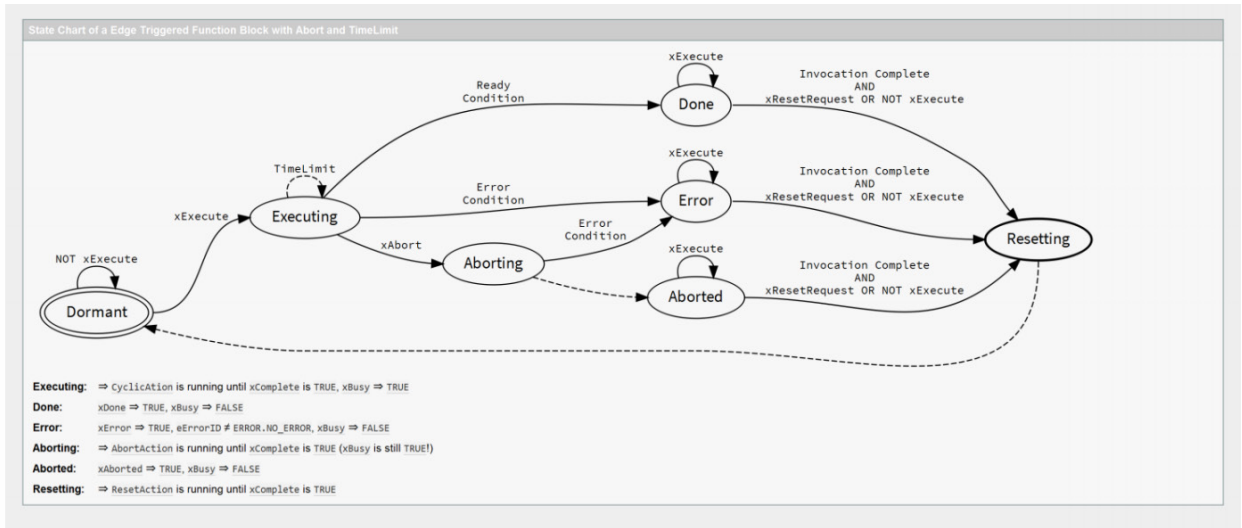 State Chart of a Edge Triggered Function Block with Abort and TimeLimit
xExecute
Invocation Complete
AND
xResetRequest OR NOT xExecute
Ready
Condition
Done
TimeLimit
xExecute
Invocation Complete
AND
xResetRequest OR NOT xExecute
Error
Condition
Error
xExecute
Executing
Error
Condition
Resetting
xAbort
xExecute
NOT xExecute
Aborting
Invocation Complete
AND
xResetRequest OR NOT xExecute
Aborted
Dormant
Executing: ⇒ CyclicAtion is running until xComplete is TRUE, xBusy ⇒ TRUE
Done: xDone ⇒ TRUE, xBusy ⇒ FALSE
Error: xError ⇒ TRUE, eErrorID ≠ ERROR.NO_ERROR, xBusy ⇒ FALSE
Aborting: ⇒ AbortAction is running until xComplete is TRUE (xBusy is still TRUE!)
Aborted: xAborted ⇒ TRUE, xBusy ⇒ FALSE
Resetting: ⇒ ResetAction is running until xComplete is TRUE